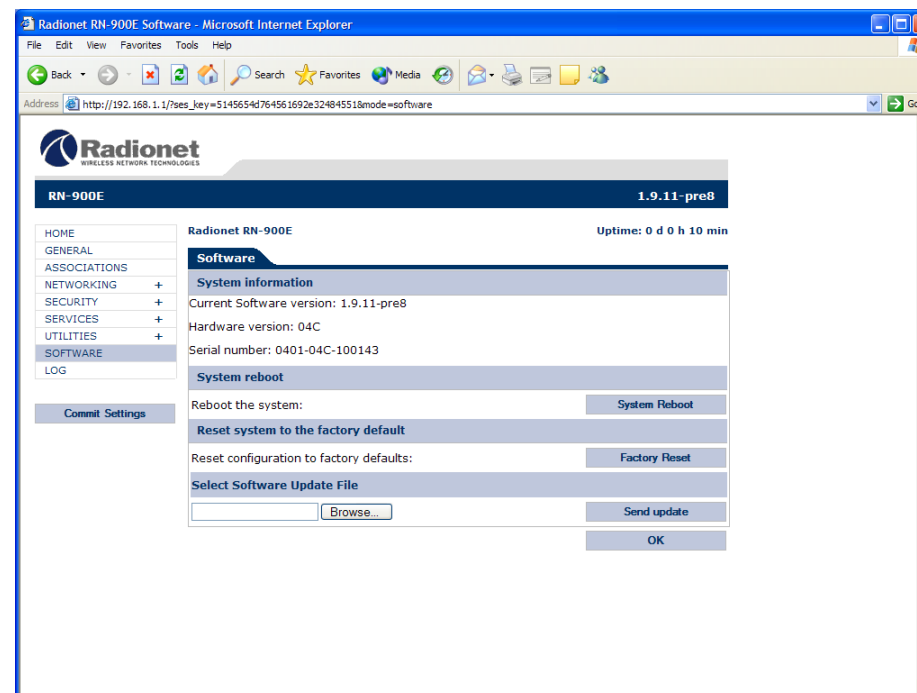 Radionet RN-900E Software - Microsoft Internet Explorer
File Edit View Favorites Tools Help
Back Search Favorites Media
Address http://192.168.1.1/?ses_key=5145654d764561692e32484551&mode=software
Radionet
WIRELESS NETWORK TECHNOLOGIES
RN-900E 1.9.11-pre8
HOME
GENERAL
ASSOCIATIONS
NETWORKING +
SECURITY +
SERVICES +
UTILITIES +
SOFTWARE
LOG
Commit Settings
Radionet RN-900E Uptime: 0 d 0 h 10 min
Software
System information
Current Software version: 1.9.11-pre8
Hardware version: 04C
Serial number: 0401-04C-100143
System reboot
Reboot the system: System Reboot
Reset system to the factory default
Reset configuration to factory defaults: Factory Reset
Select Software Update File
Browse... Send update
OK